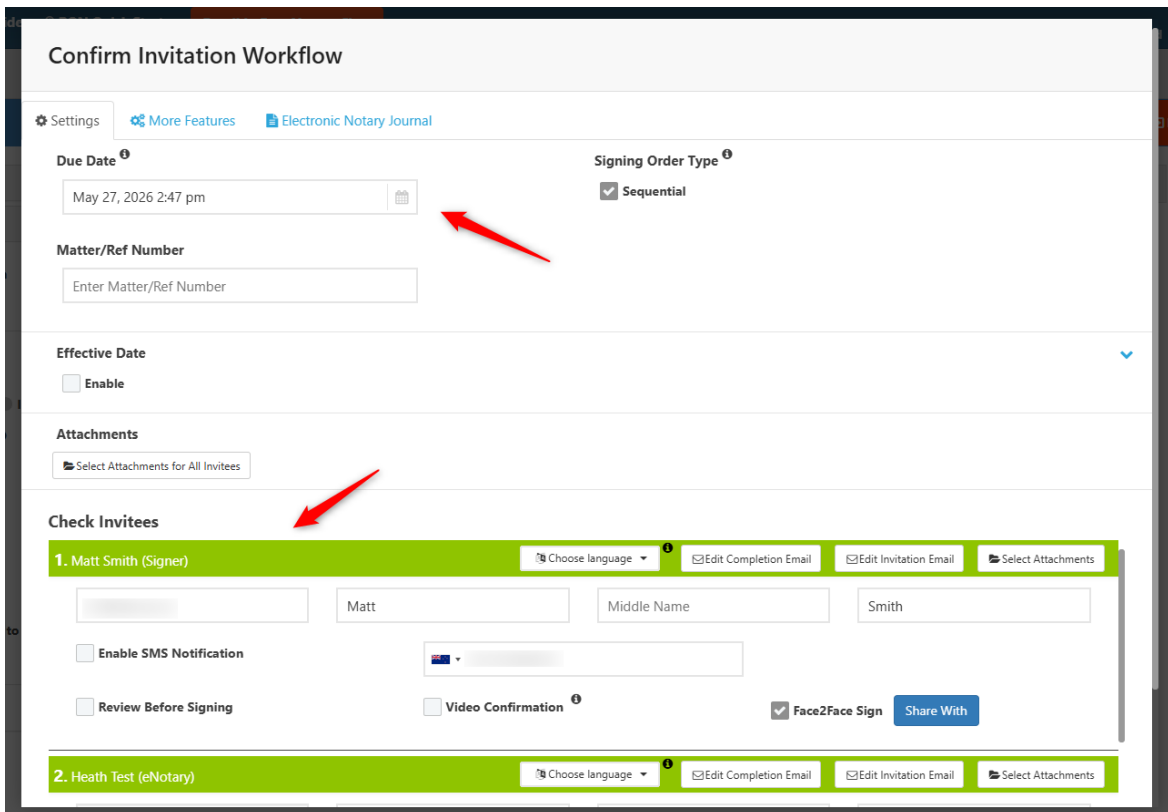 Confirm Invitation Workflow
Settings More Features Electronic Notary Journal
Due Date Signing Order Type
May 27, 2026 2:47 pm Sequential
Matter/Ref Number
Enter Matter/Ref Number
Effective Date
Enable
Attachments
Select Attachments for All Invitees
Check Invitees
1. Matt Smith (Signer) Choose language Edit Completion Email Edit Invitation Email Select Attachments
Matt Middle Name Smith
Enable SMS Notification
Review Before Signing Video Confirmation Face2Face Sign Share With
2. Heath Test (eNotary) Choose language Edit Completion Email Edit Invitation Email Select Attachments